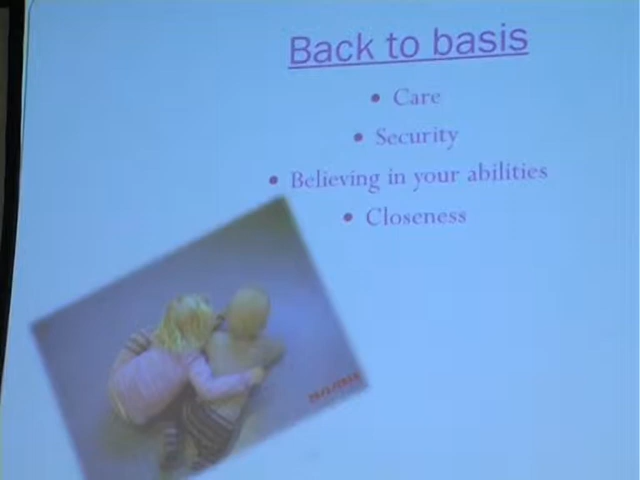 Back to basis
• Care
• Security
• Believing in your abilities
• Closeness